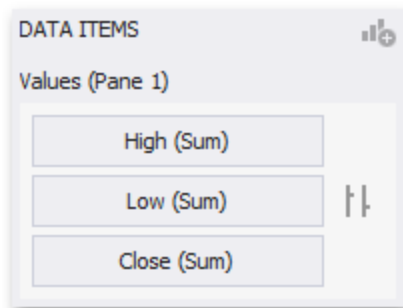 DATA ITEMS
Values (Pane 1)
High (Sum)
Low (Sum)
Close (Sum)